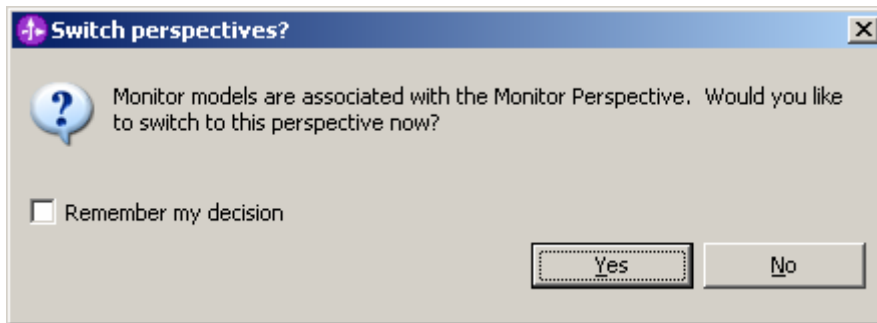 Switch perspectives?
Monitor models are associated with the Monitor Perspective. Would you like
to switch to this perspective now?
Remember my decision
Yes
No